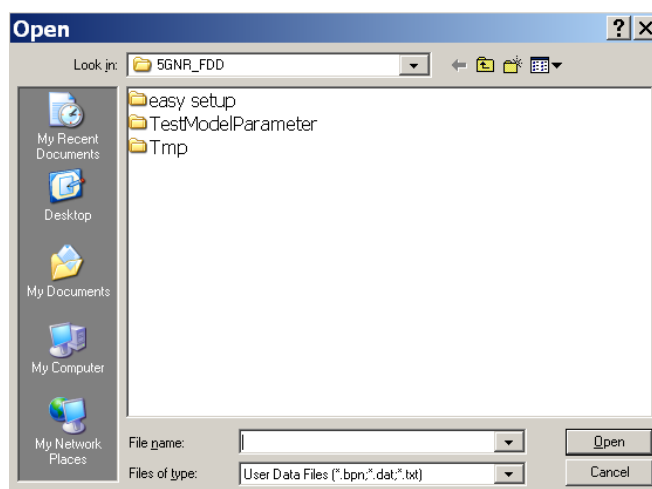 Open
Look in: 5GNR_FDD
My Recent
Documents
Desktop
My Documents
My Computer
My Network
Places
easy setup
TestModelParameter
Tmp
File name: Open
Files of type: User Data Files (*.bpn;*.dat;*.txt) Cancel